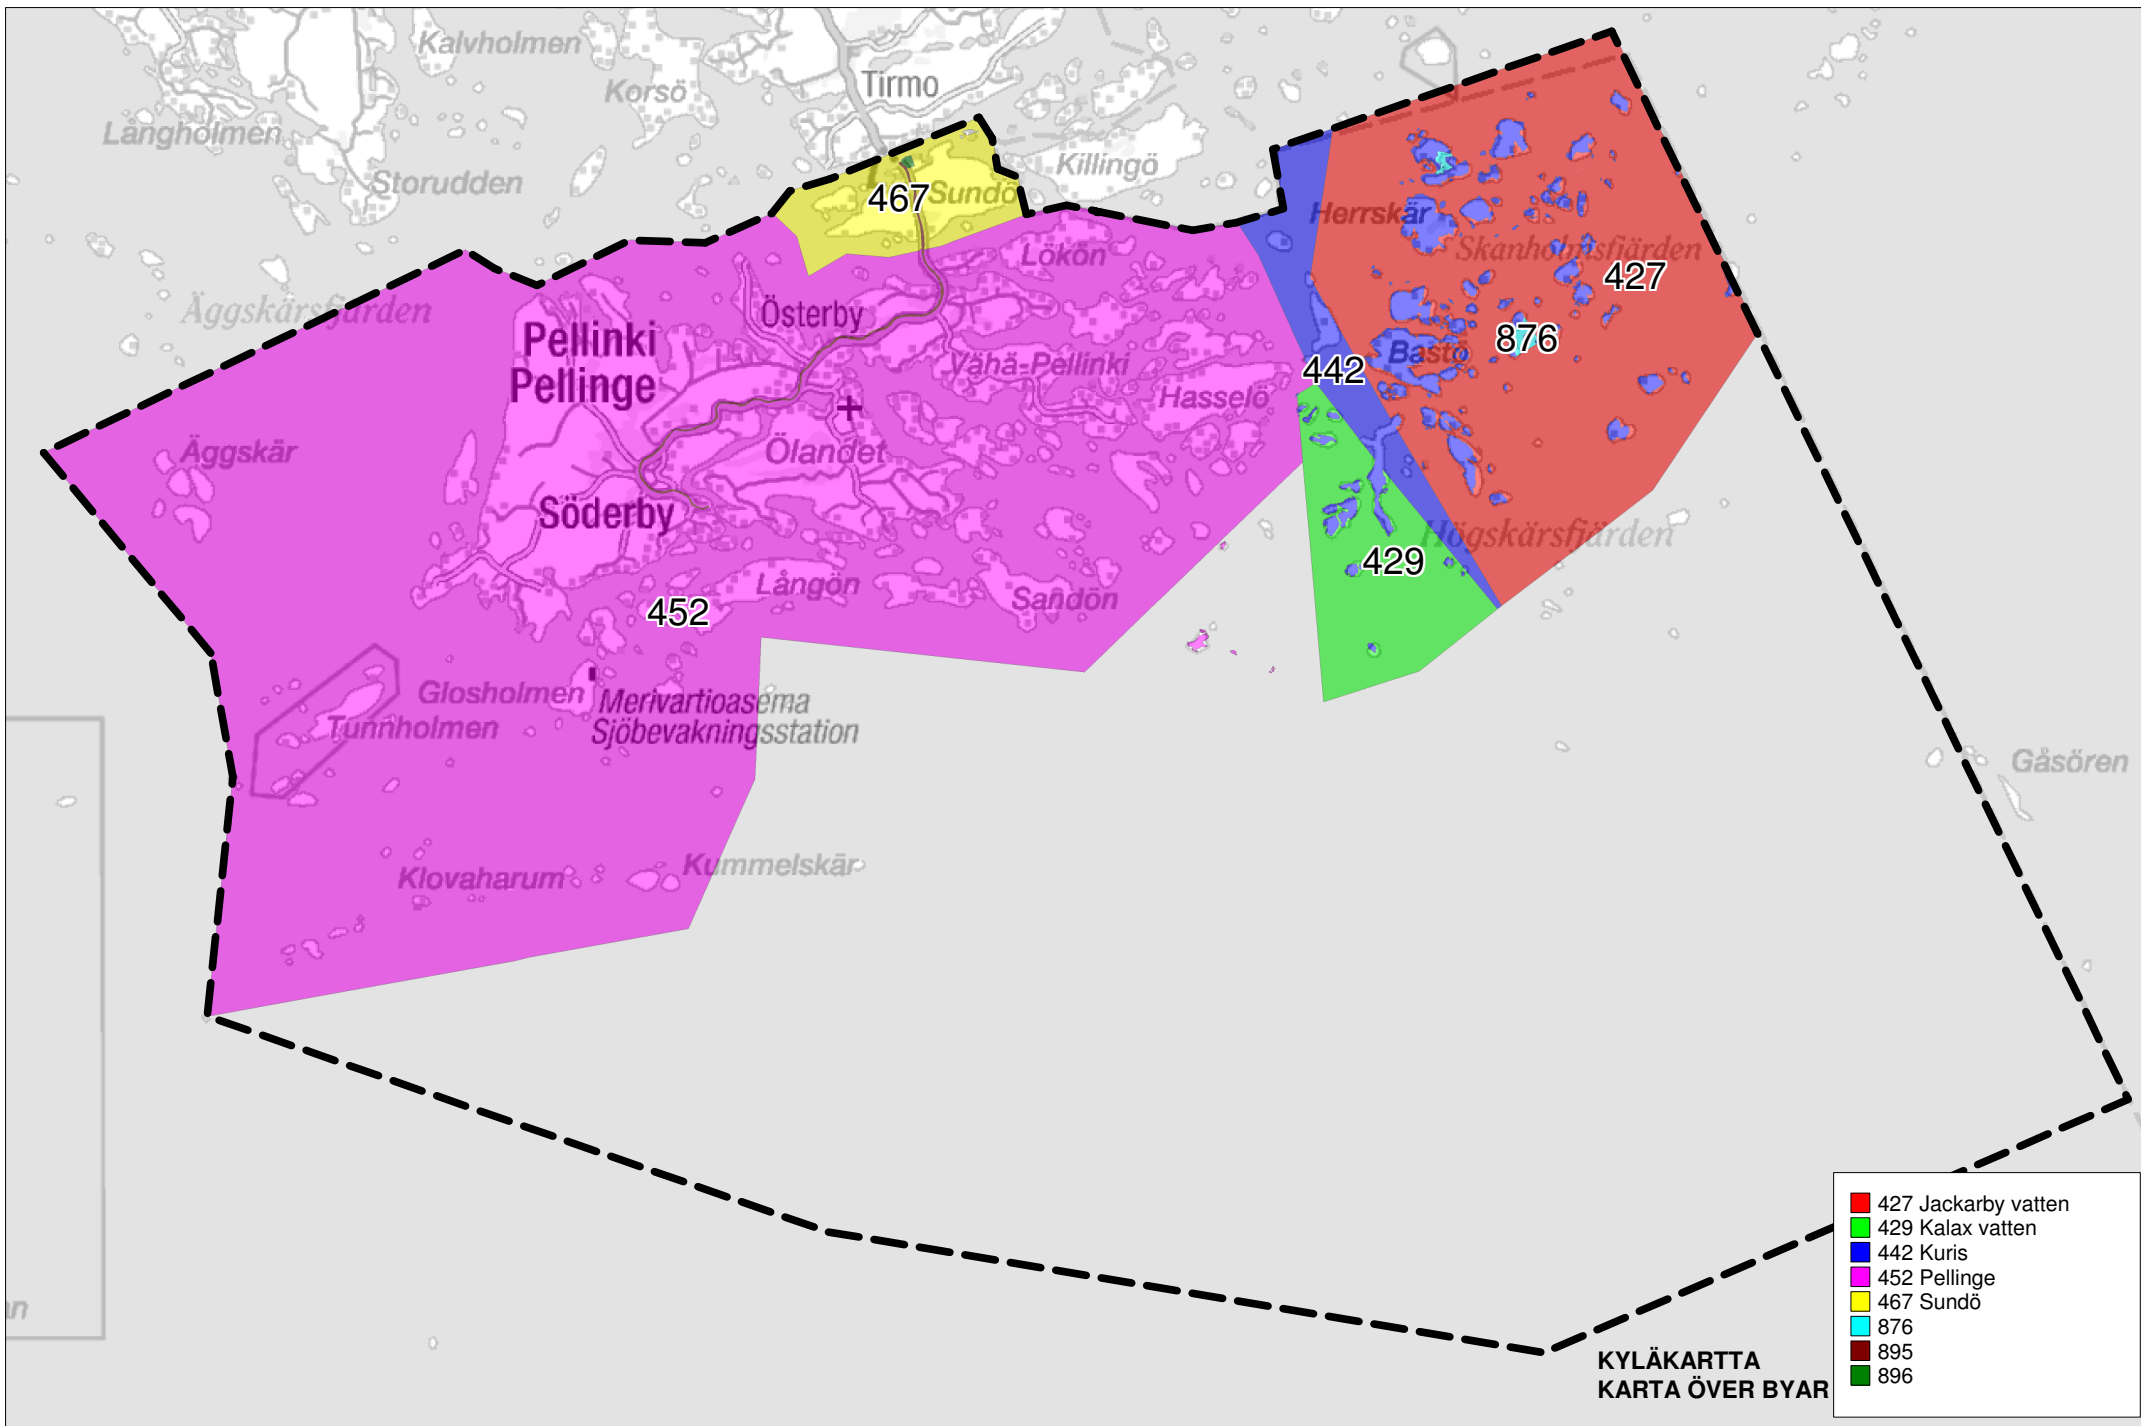 Kalvholmen
Korsö
Tirmo
Långholmen
Storudden
Killingö
467
Sundö
Herrskär
Skanholmsfjärden
427
Lökön
Äggskärsfjärden
Österby
Pellinki
Pellinge
876
Bastö
Vähä-Pellinki
442
Hasselö
Äggskär
Ölandet
Söderby
Högskärsfjärden
429
Långön
Sandön
452
Glosholmen
Merivartioasema
Sjöbevakningsstation
Tunnholmen
Gåsören
Klovaharum
Kummelskär
427 Jackarby vatten
429 Kalax vatten
442 Kuris
452 Pellinge
467 Sundö
876
895
896
KYLÄKARTTA
KARTA ÖVER BYAR